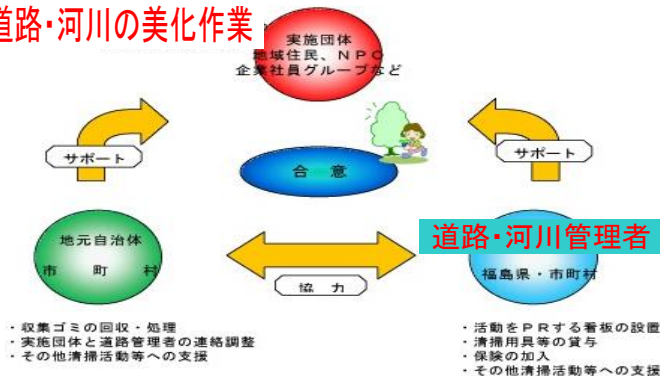 道路・河川の美化作業
実施団体
地域住民、ＮＰＯ
企業社員グループなど
サポート
サポート
合　意
地元自治体
市　町　村
道路・河川管理者
福島県・市町村
協　力
・収集ゴミの回収・処理
・実施団体と道路管理者の連絡調整
・その他清掃活動等への支援
・活動をＰＲする看板の設置
・清掃用具等の貸与
・保険の加入
・その他清掃活動等への支援